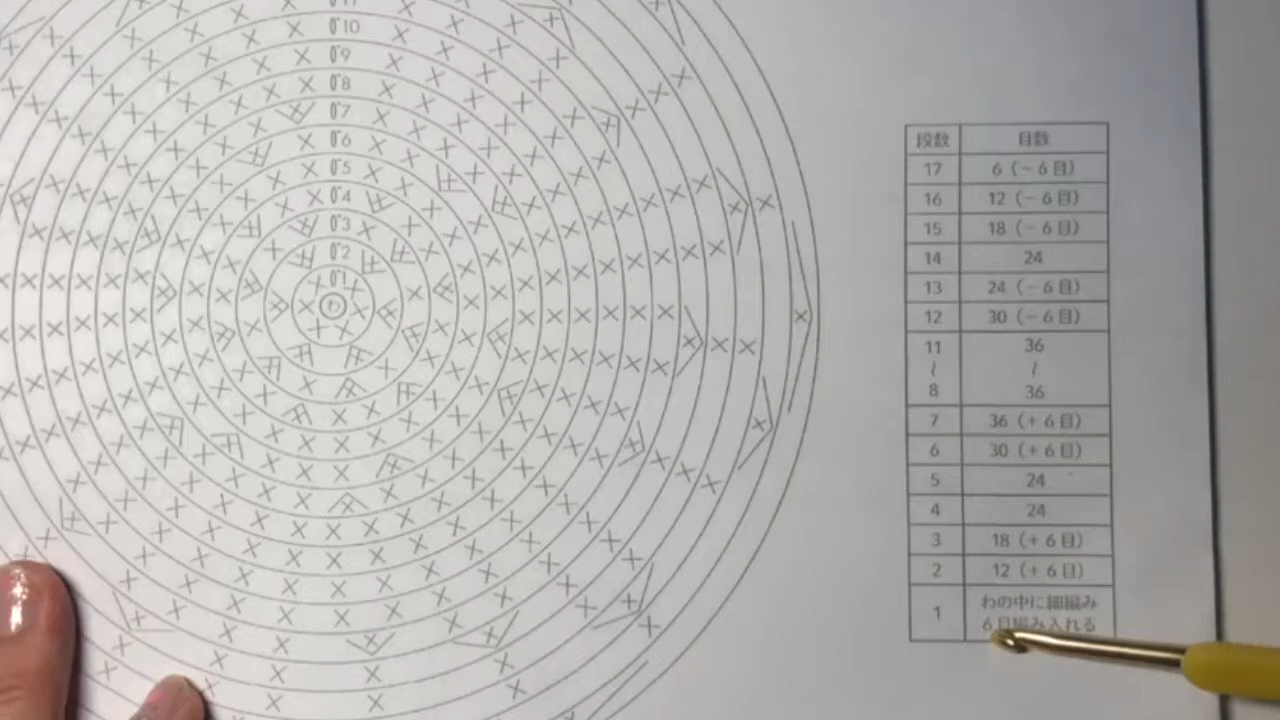 10
9
8
7
6
5
4
3
2
1
わ
段数 目数
17 6（－6目）
16 12（－6目）
15 18（－6目）
14 24
13 24（－6目）
12 30（－6目）
11 36
〜 〜
8 36
7 36（+6目）
6 30（+6目）
5 24
4 24
3 18（+6目）
2 12（+6目）
1 わの中に細編み
6目編み入れる